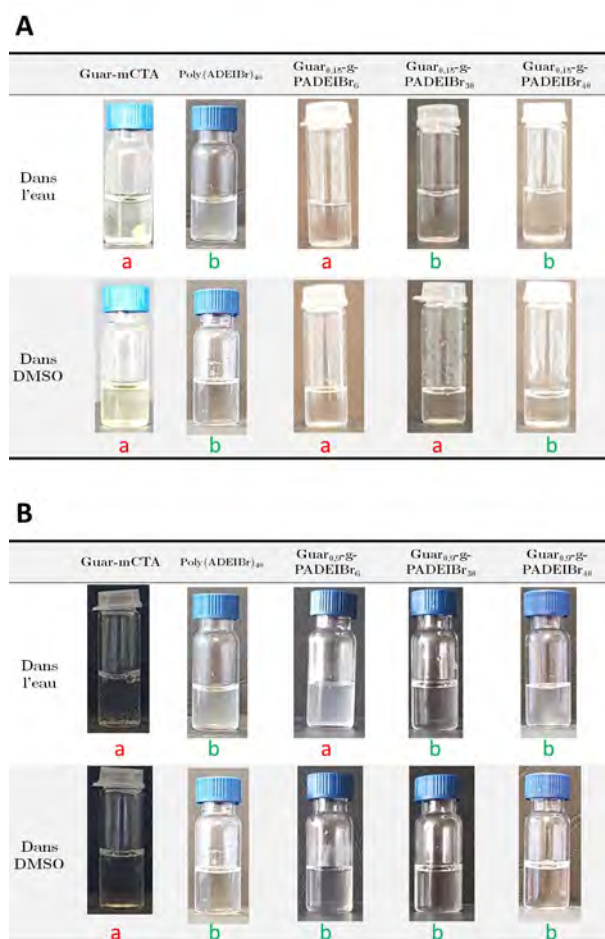 A
Guar-mCTA Poly(ADEIBr)₄₀ Guar₀,₁₅-g-PADEIBr₆ Guar₀,₁₅-g-PADEIBr₃₀ Guar₀,₁₅-g-PADEIBr₄₀
Dans
l'eau
a b a b b
Dans
DMSO
a b a a b
B
Guar-mCTA Poly(ADEIBr)₄₀ Guar₀,₉-g-PADEIBr₆ Guar₀,₉-g-PADEIBr₃₀ Guar₀,₉-g-PADEIBr₄₀
Dans
l'eau
a b a b b
Dans
DMSO
a b b b b